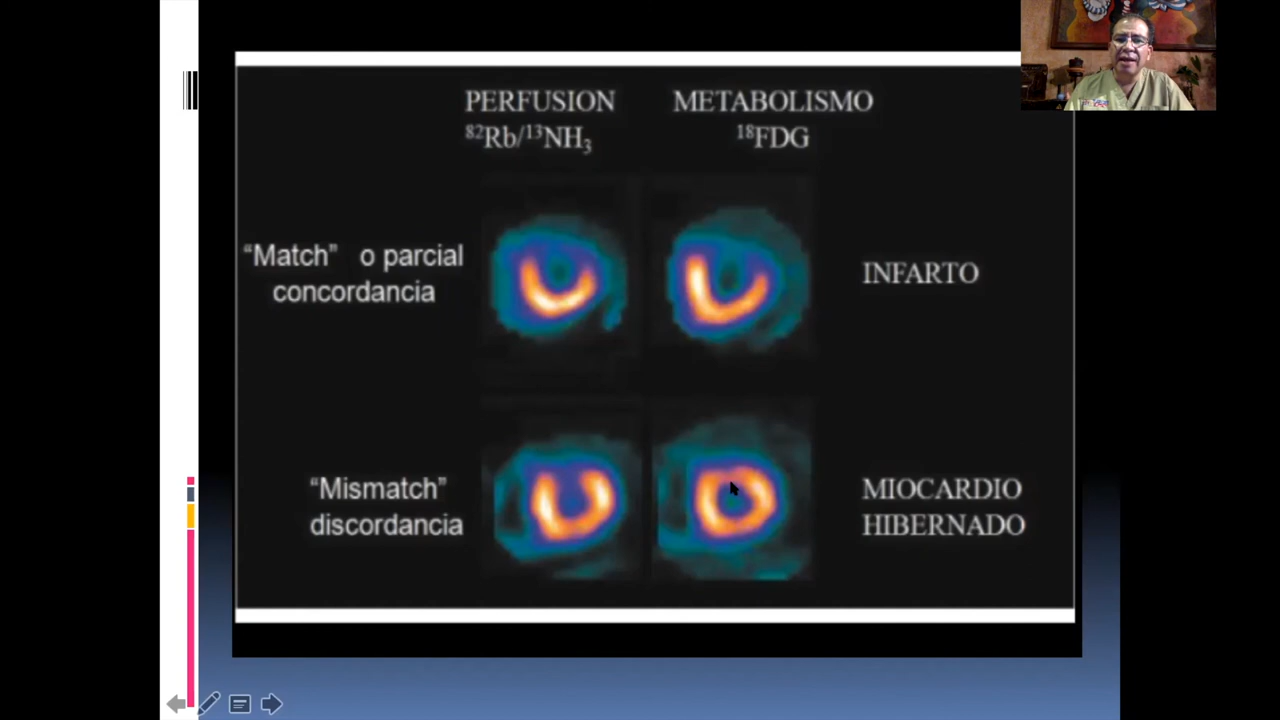 PERFUSION
⁸²Rb/¹³NH₃
METABOLISMO
¹⁸FDG
“Match” o parcial
concordancia
INFARTO
“Mismatch”
discordancia
MIOCARDIO
HIBERNADO